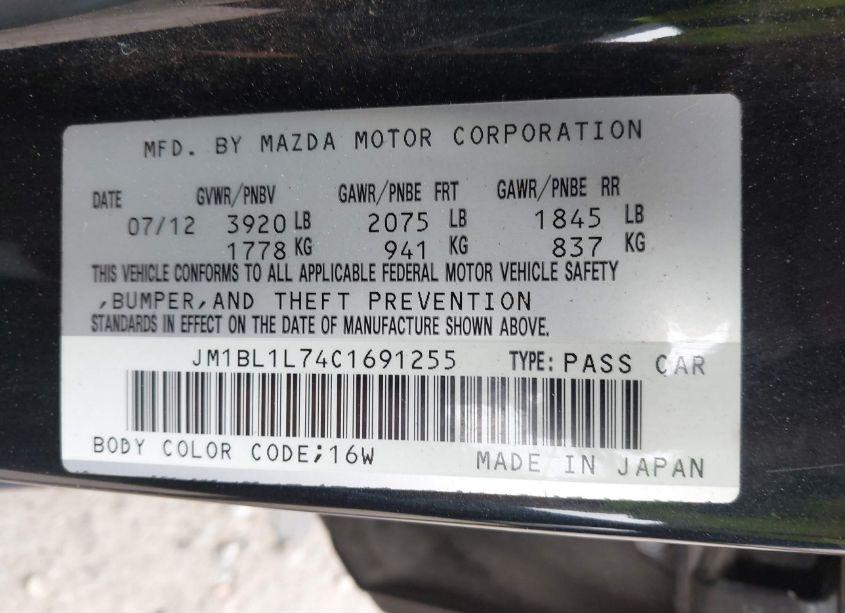 MFD. BY MAZDA MOTOR CORPORATION
DATE GVWR/PNBV GAWR/PNBE FRT GAWR/PNBE RR
07/12 3920 LB 2075 LB 1845 LB
1778 KG 941 KG 837 KG
THIS VEHICLE CONFORMS TO ALL APPLICABLE FEDERAL MOTOR VEHICLE SAFETY
,BUMPER,AND THEFT PREVENTION
STANDARDS IN EFFECT ON THE DATE OF MANUFACTURE SHOWN ABOVE.
JM1BL1L74C1691255 TYPE: PASS CAR
BODY COLOR CODE;16W MADE IN JAPAN